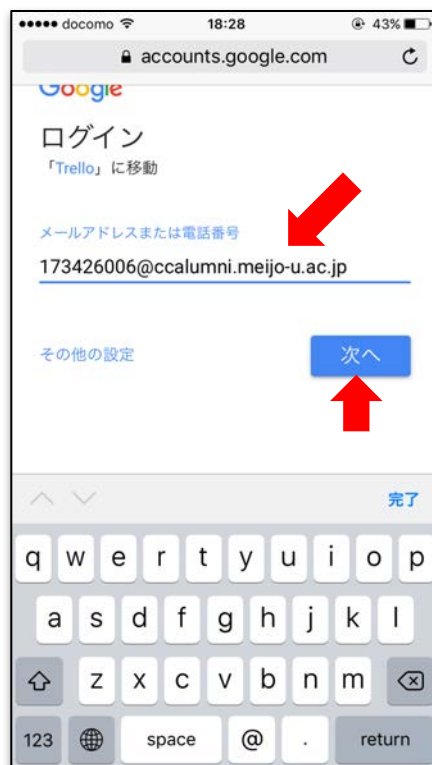 docomo 18:28 43%
accounts.google.com
Google
ログイン
「Trello」に移動
メールアドレスまたは電話番号
173426006@ccalumni.meijo-u.ac.jp
その他の設定 次へ
完了
q w e r t y u i o p
a s d f g h j k l
z x c v b n m
123 space @ . return